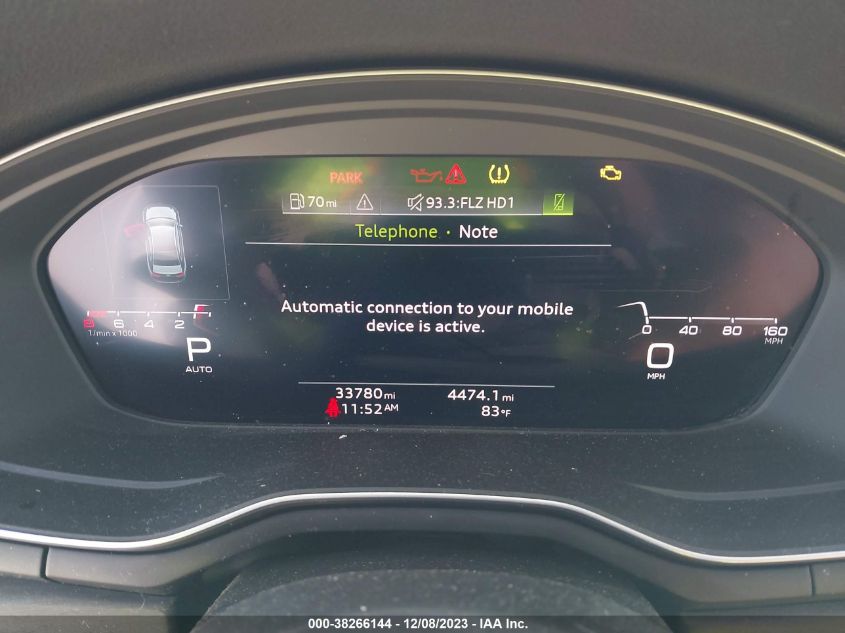 PARK
70mi 93.3:FLZ HD1
Telephone · Note
Automatic connection to your mobile
device is active.
8 6 4 2
1/min x 1000
0 40 80 160
MPH
P
AUTO
0
MPH
33780mi 4474.1mi
11:52AM 83°F
000-38266144 - 12/08/2023 - IAA Inc.